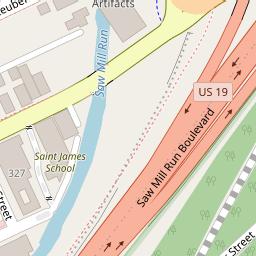 Artifacts
Saw Mill Run
US 19
Saw Mill Run Boulevard
Saint James
School
327
Street
Street